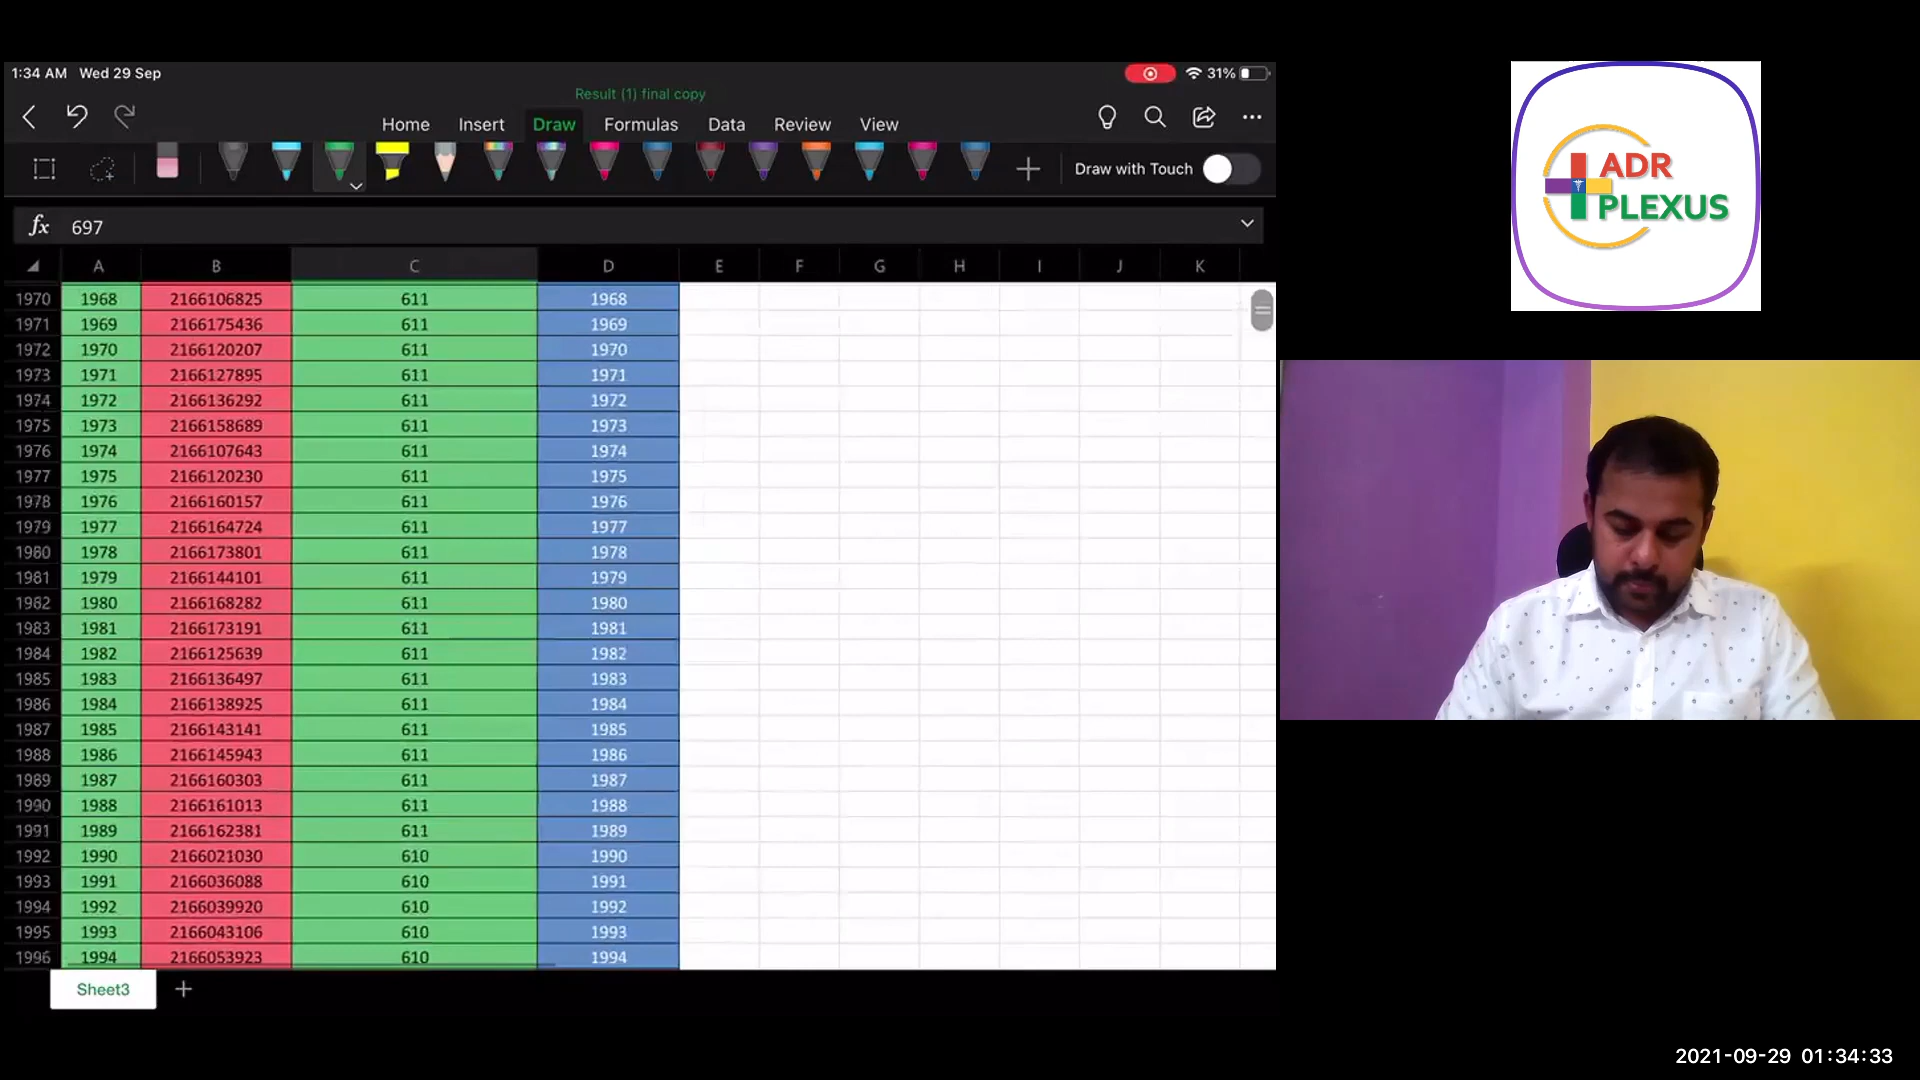 1:34 AM Wed 29 Sep
31%
Result (1) final copy
Home Insert Draw Formulas Data Review View
Draw with Touch
fx 697
A B C D E F G H I J K
1970 1968 2166106825 611 1968
1971 1969 2166175436 611 1969
1972 1970 2166120207 611 1970
1973 1971 2166127895 611 1971
1974 1972 2166136292 611 1972
1975 1973 2166158689 611 1973
1976 1974 2166107643 611 1974
1977 1975 2166120230 611 1975
1978 1976 2166160157 611 1976
1979 1977 2166164724 611 1977
1980 1978 2166173801 611 1978
1981 1979 2166144101 611 1979
1982 1980 2166168282 611 1980
1983 1981 2166173191 611 1981
1984 1982 2166125639 611 1982
1985 1983 2166136497 611 1983
1986 1984 2166138925 611 1984
1987 1985 2166143141 611 1985
1988 1986 2166145943 611 1986
1989 1987 2166160303 611 1987
1990 1988 2166161013 611 1988
1991 1989 2166162381 611 1989
1992 1990 2166021030 610 1990
1993 1991 2166036088 610 1991
1994 1992 2166039920 610 1992
1995 1993 2166043106 610 1993
1996 1994 2166053923 610 1994
Sheet3
ADR
PLEXUS
2021-09-29 01:34:33